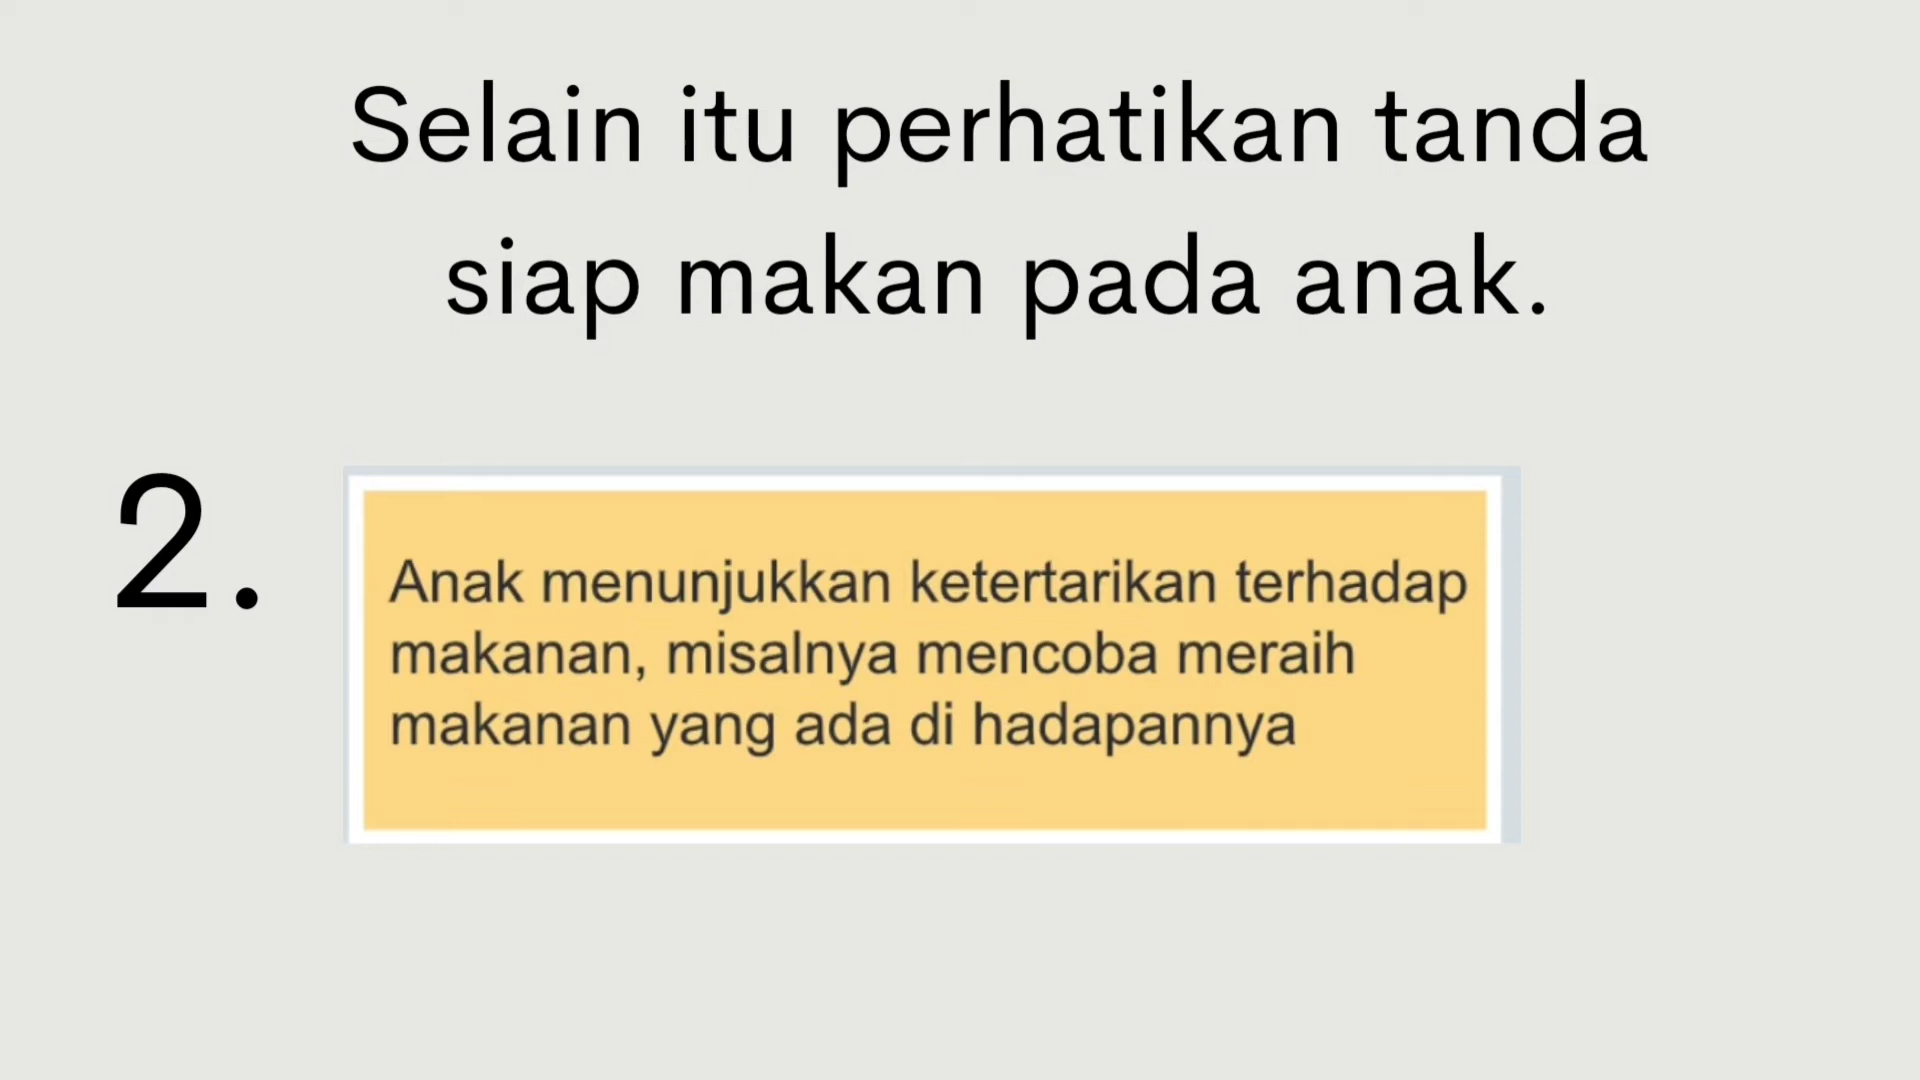 Selain itu perhatikan tanda
siap makan pada anak.
2.
Anak menunjukkan ketertarikan terhadap
makanan, misalnya mencoba meraih
makanan yang ada di hadapannya